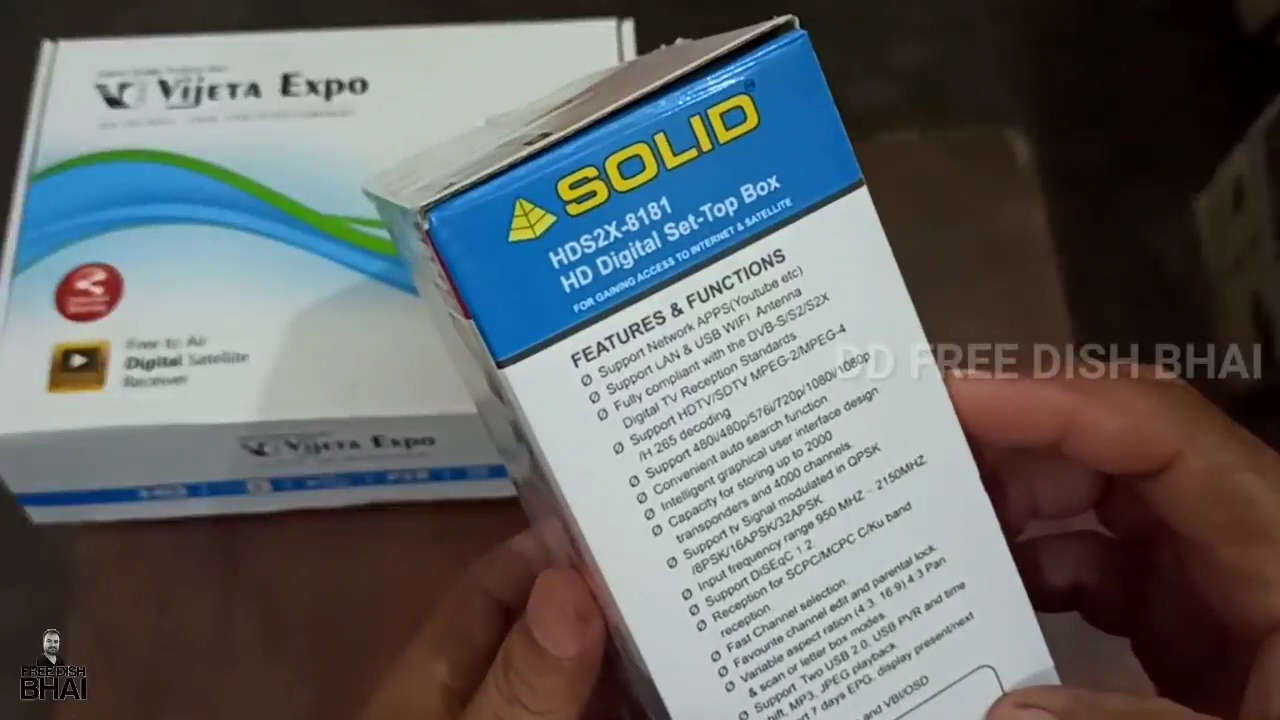 Vijeta Expo
Free to Air
Digital Satellite
Receiver
Vijeta Expo
SOLID
HDS2X-8181
HD Digital Set-Top Box
FOR GAINING ACCESS TO INTERNET & SATELLITE
FEATURES & FUNCTIONS
Support Network APPS(Youtube etc)
Support LAN & USB WIFI Antenna
Fully compliant with the DVB-S/S2/S2X
Digital TV Reception Standards.
Support HDTV/SDTV MPEG-2/MPEG-4
/H.265 decoding
Support 480i/480p/576i/720p/1080i/1080p
Convenient auto search function.
Intelligent graphical user interface design
Capacity for storing up to 2000
transponders and 4000 channels.
Support tv Signal modulated in QPSK
/8PSK/16APSK/32APSK
Input frequency range 950 MHZ - 2150MHZ
Support DiSEqC 1.2
Reception for SCPC/MCPC C/Ku band
reception
Fast Channel selection.
Favourite channel edit and parental lock
Variable aspect ration (4:3, 16:9) 4:3 Pan
& scan or letter box modes.
Support Two USB 2.0, USB PVR and time
shift, MP3, JPEG playback
7 days EPG, display present/next
and VBI/OSD
DD FREE DISH BHAI
FREE DISH
BHAI